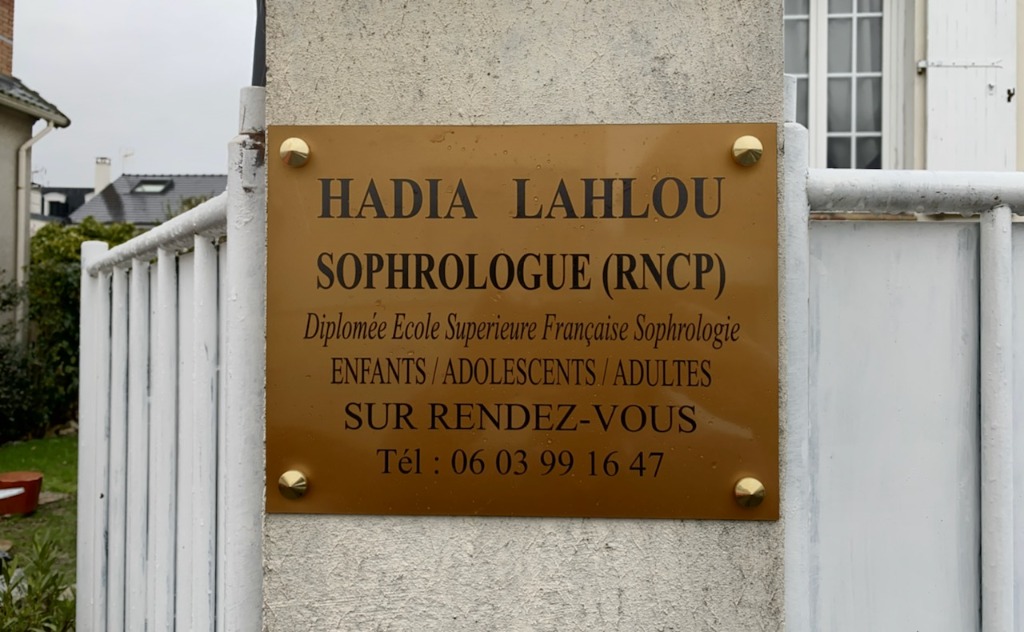 HADIA LAHLOU
SOPHROLOGUE (RNCP)
Diplomée Ecole Superieure Française Sophrologie
ENFANTS / ADOLESCENTS / ADULTES
SUR RENDEZ-VOUS
Tél : 06 03 99 16 47